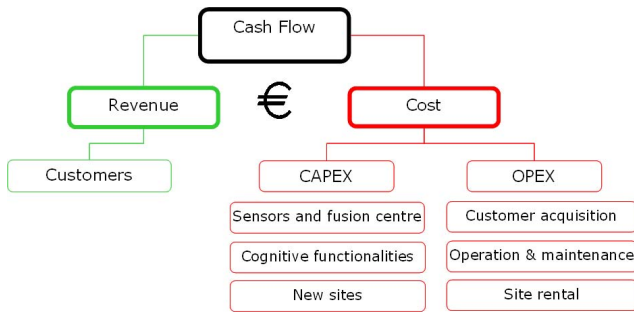 Cash Flow
Revenue
€
Cost
Customers
CAPEX
OPEX
Sensors and fusion centre
Customer acquisition
Cognitive functionalities
Operation & maintenance
New sites
Site rental